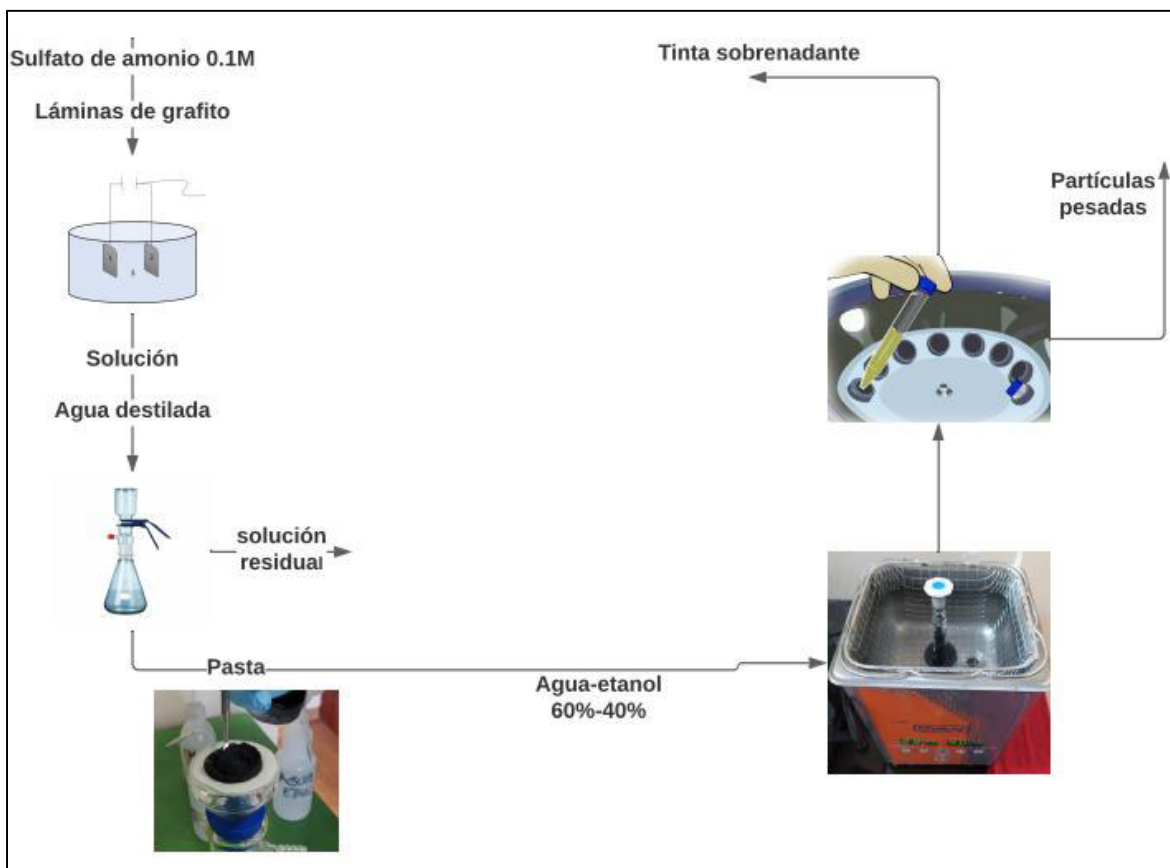 Sulfato de amonio 0.1M
Láminas de grafito
Solución
Agua destilada
solución
residual
Pasta
Agua-etanol
60%-40%
Partículas
pesadas
Tinta sobrenadante